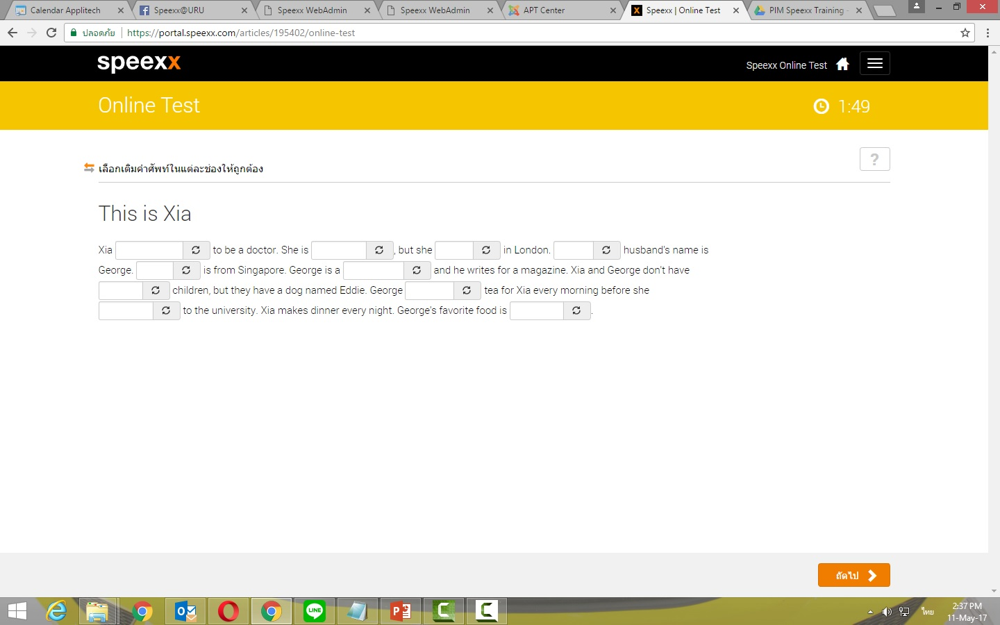 Calendar Applitech
Speexx@URU
Speexx WebAdmin
Speexx WebAdmin
APT Center
Speexx | Online Test
PIM Speexx Training -
ปลอดภัย
https://portal.speexx.com/articles/195402/online-test
speexx
Speexx Online Test
Online Test
1:49
เลือกเติมคำศัพท์ในแต่ละช่องให้ถูกต้อง
?
This is Xia
Xia to be a doctor. She is , but she in London. husband's name is
George. is from Singapore. George is a and he writes for a magazine. Xia and George don't have
children, but they have a dog named Eddie. George tea for Xia every morning before she
to the university. Xia makes dinner every night. George's favorite food is .
ถัดไป
LINE
ไทย
2:37 PM
11-May-17